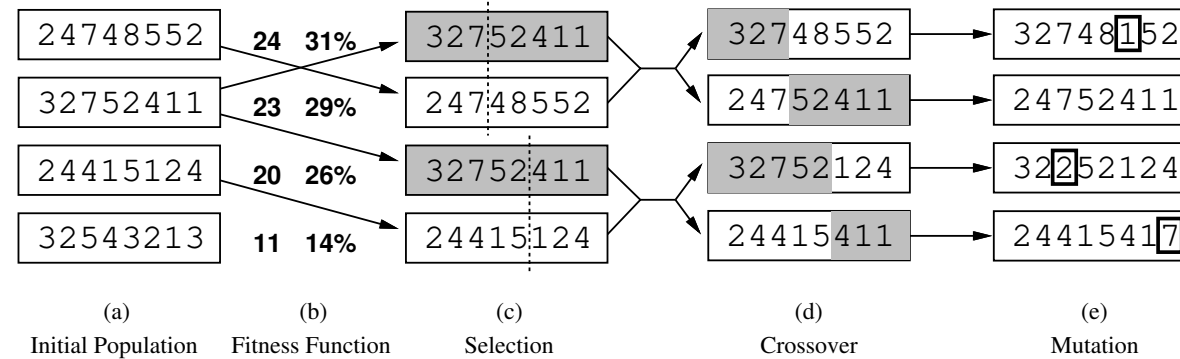 24748552 24 31% 32752411 32748552 32748152
32752411 23 29% 24748552 24752411 24752411
24415124 20 26% 32752411 32752124 32252124
32543213 11 14% 24415124 24415411 24415417
(a) (b) (c) (d) (e)
Initial Population Fitness Function Selection Crossover Mutation